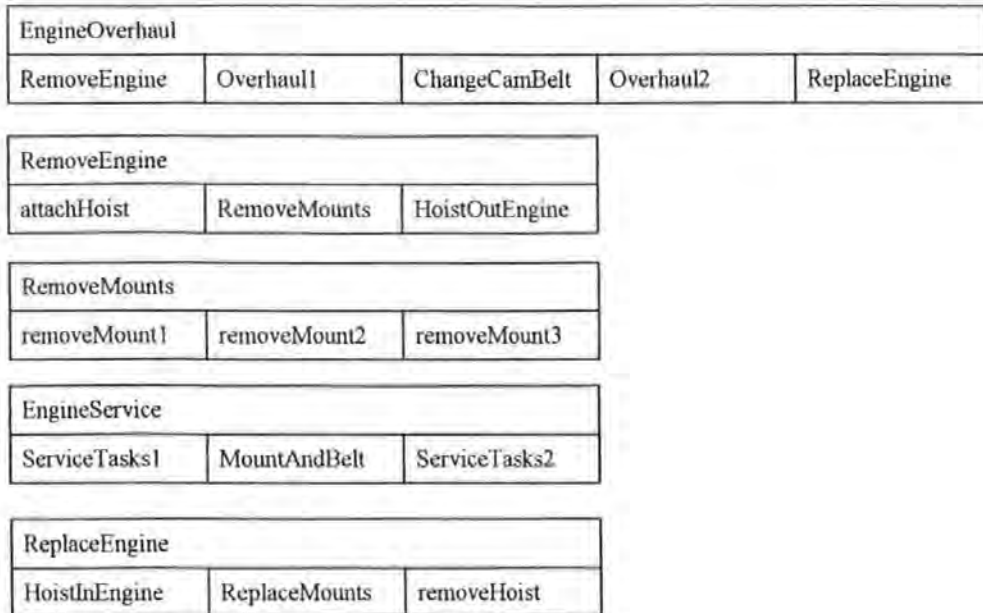 EngineOverhaul
RemoveEngine Overhaul1 ChangeCamBelt Overhaul2 ReplaceEngine
RemoveEngine
attachHoist RemoveMounts HoistOutEngine
RemoveMounts
removeMount1 removeMount2 removeMount3
EngineService
ServiceTasks1 MountAndBelt ServiceTasks2
ReplaceEngine
HoistInEngine ReplaceMounts removeHoist